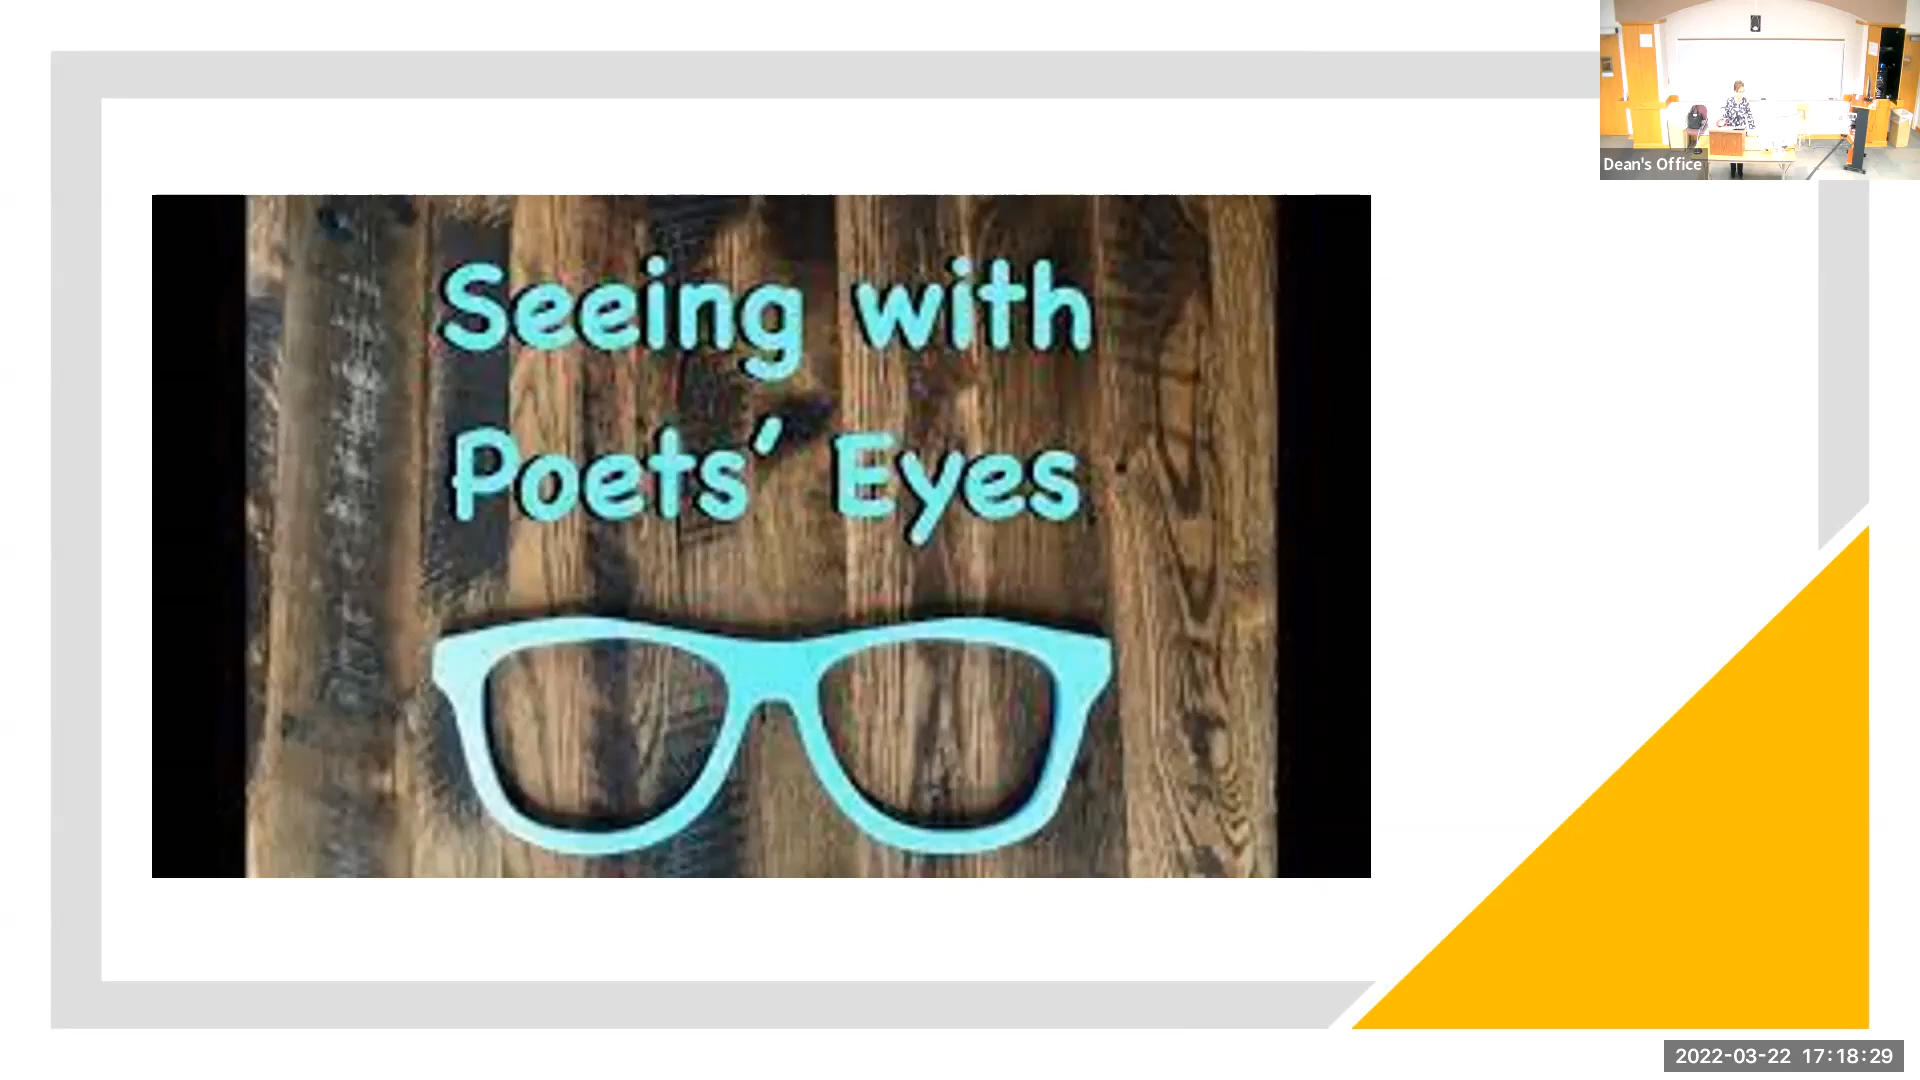 Seeing with
Poets' Eyes
Dean's Office
2022-03-22 17:18:29